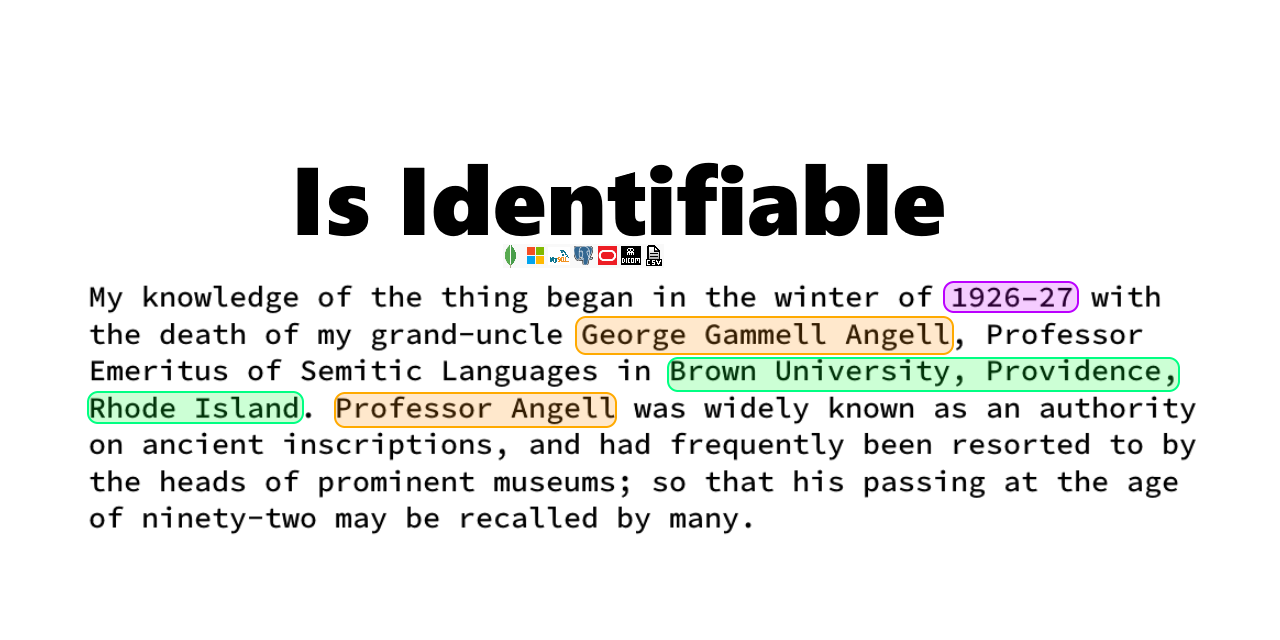 Is Identifiable
MySQL DICOM CSV
My knowledge of the thing began in the winter of 1926-27 with
the death of my grand-uncle George Gammell Angell, Professor
Emeritus of Semitic Languages in Brown University, Providence,
Rhode Island. Professor Angell was widely known as an authority
on ancient inscriptions, and had frequently been resorted to by
the heads of prominent museums; so that his passing at the age
of ninety-two may be recalled by many.